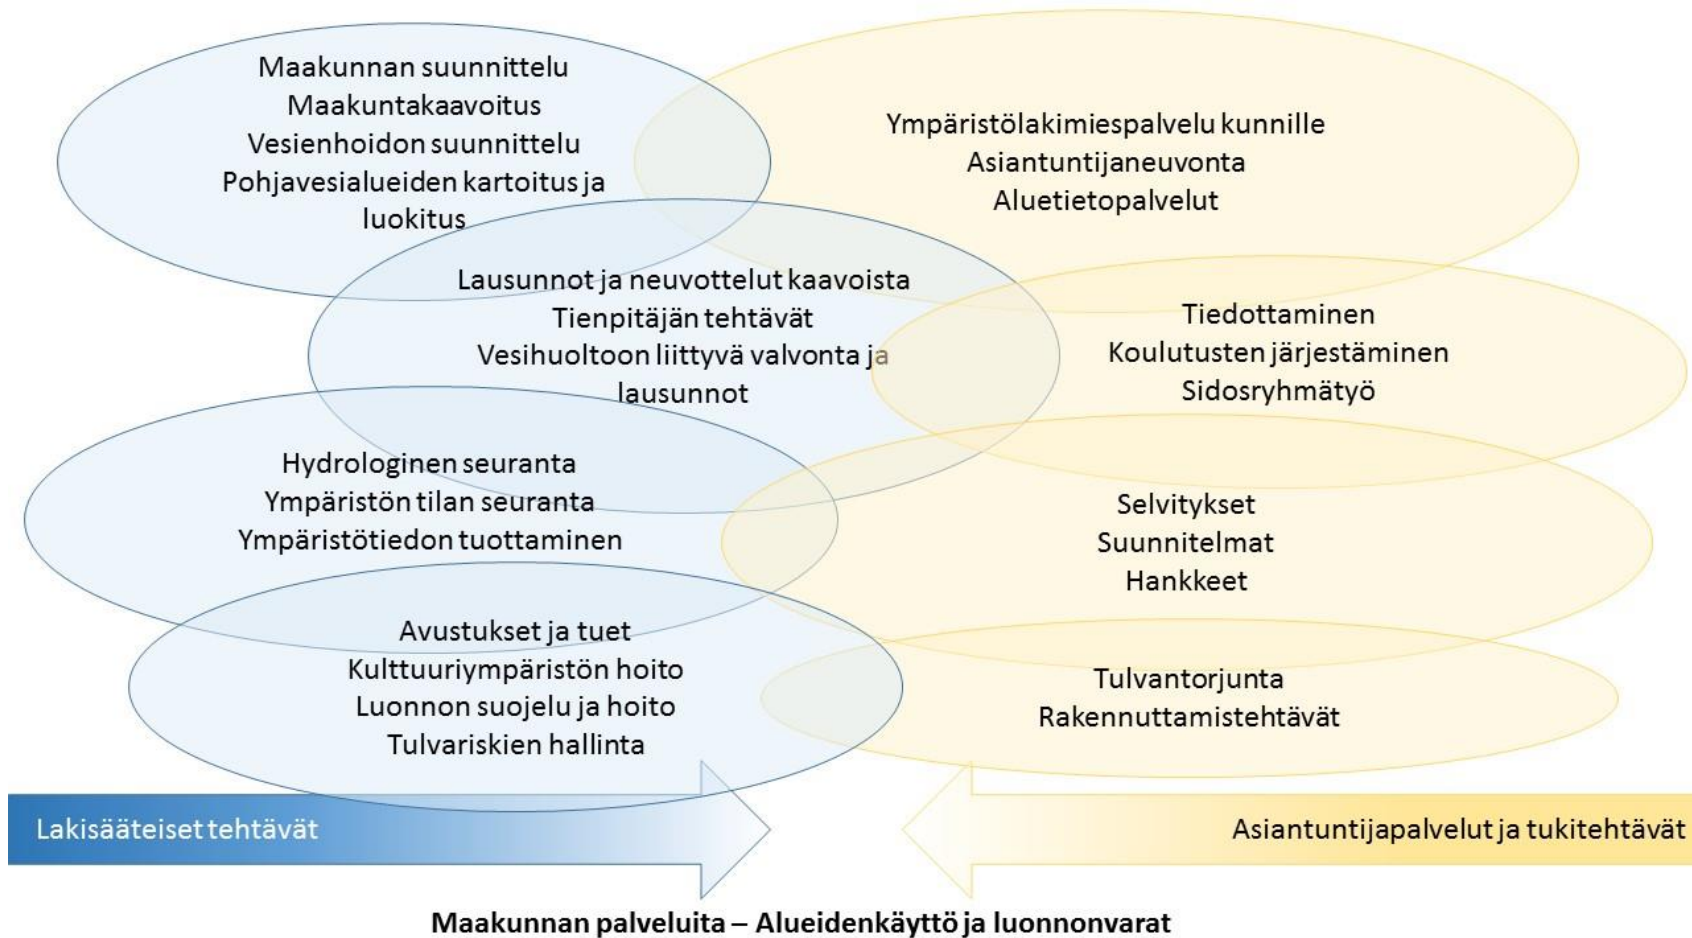 Maakunnan suunnittelu
Maakuntakaavoitus
Vesienhoidon suunnittelu
Pohjavesialueiden kartoitus ja
luokitus
Ympäristölakimiespalvelu kunnille
Asiantuntijaneuvonta
Aluetietopalvelut
Lausunnot ja neuvottelut kaavoista
Tienpitäjän tehtävät
Vesihuoltoon liittyvä valvonta ja
lausunnot
Tiedottaminen
Koulutusten järjestäminen
Sidosryhmätyö
Hydrologinen seuranta
Ympäristön tilan seuranta
Ympäristötiedon tuottaminen
Selvitykset
Suunnitelmat
Hankkeet
Avustukset ja tuet
Kulttuuriympäristön hoito
Luonnon suojelu ja hoito
Tulvariskien hallinta
Tulvantorjunta
Rakennuttamistehtävät
Lakisääteiset tehtävät
Asiantuntijapalvelut ja tukitehtävät
Maakunnan palveluita – Alueidenkäyttö ja luonnonvarat